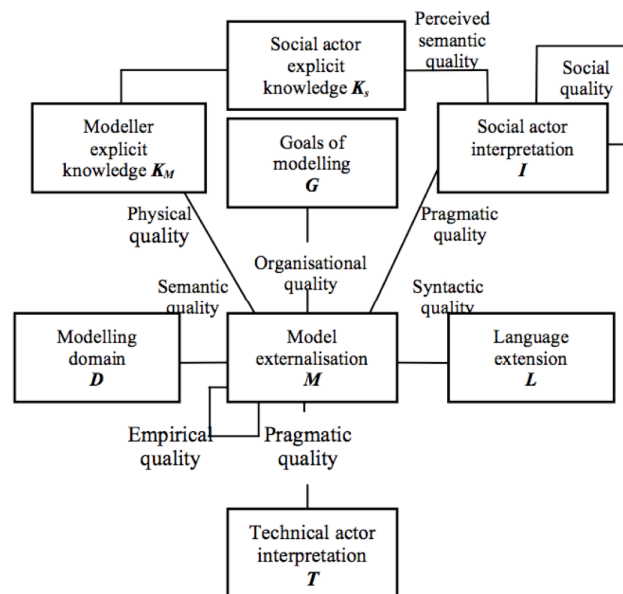 Social actor
explicit
knowledge Ks
Perceived
semantic
quality
Social
quality
Modeller
explicit
knowledge KM
Goals of
modelling
G
Social actor
interpretation
I
Physical
quality
Pragmatic
quality
Organisational
quality
Semantic
quality
Syntactic
quality
Modelling
domain
D
Model
externalisation
M
Language
extension
L
Empirical
quality
Pragmatic
quality
Technical actor
interpretation
T